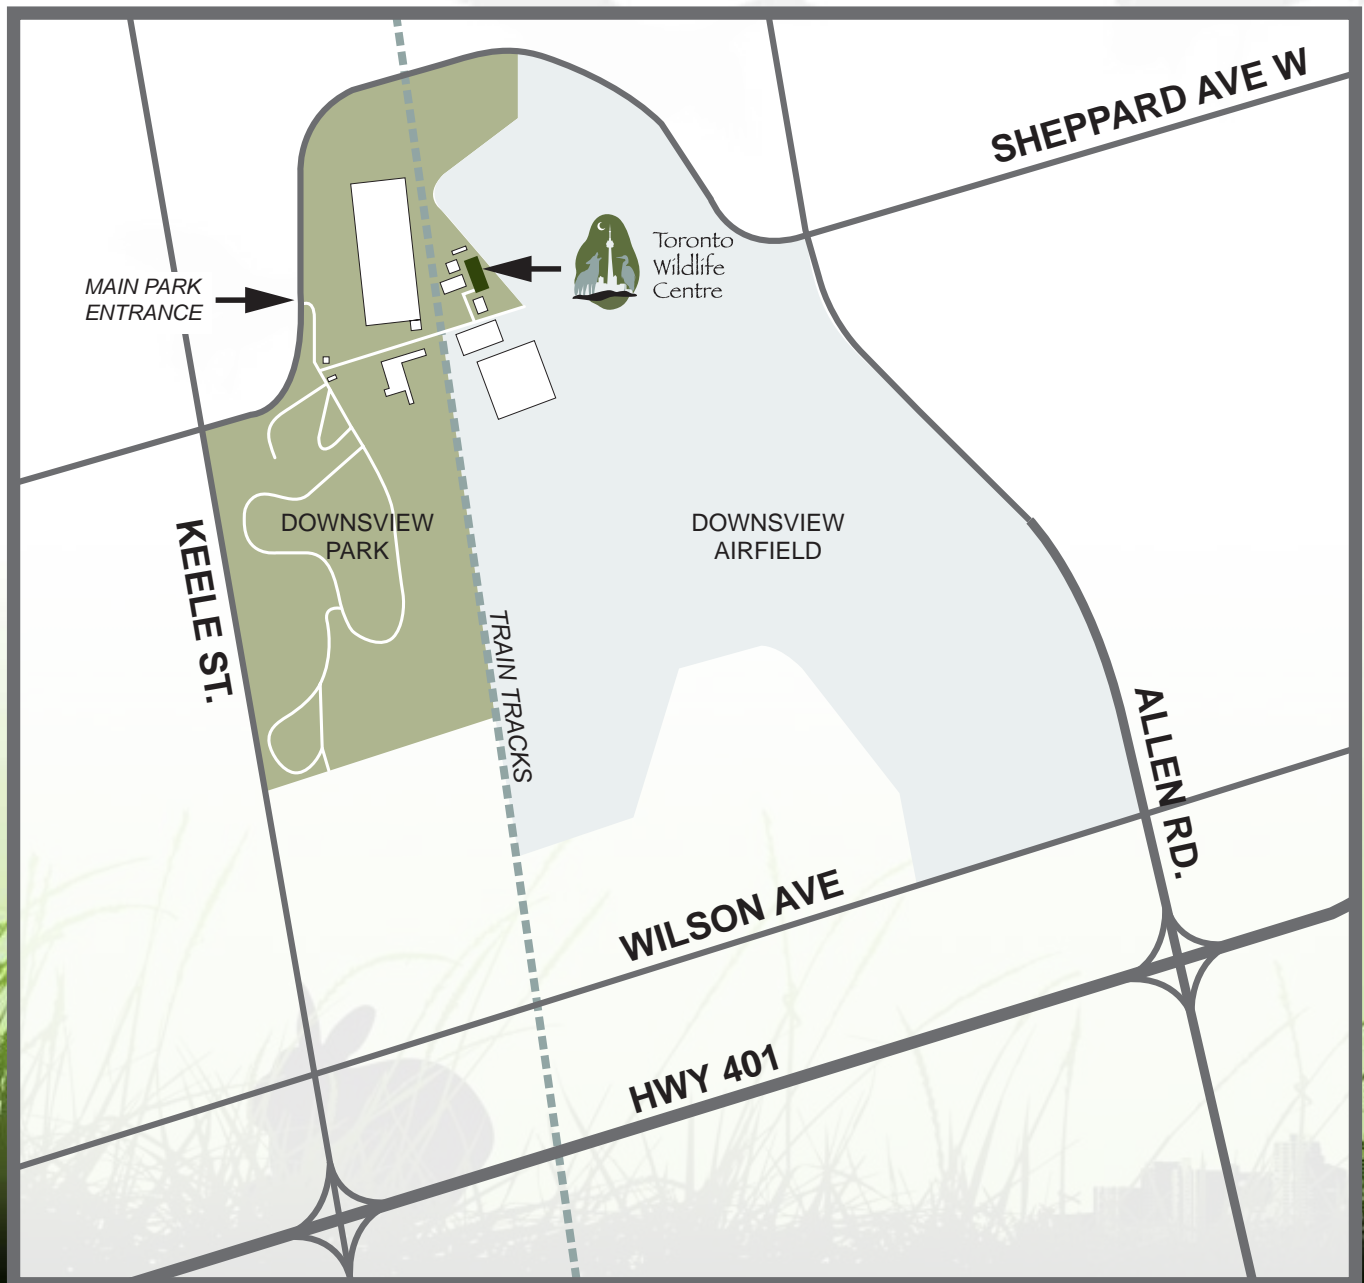 SHEPPARD AVE W
Toronto
Wildlife
Centre
MAIN PARK
ENTRANCE
DOWNSVIEW
PARK
DOWNSVIEW
AIRFIELD
KEELE ST.
TRAIN TRACKS
ALLEN RD.
WILSON AVE
HWY 401